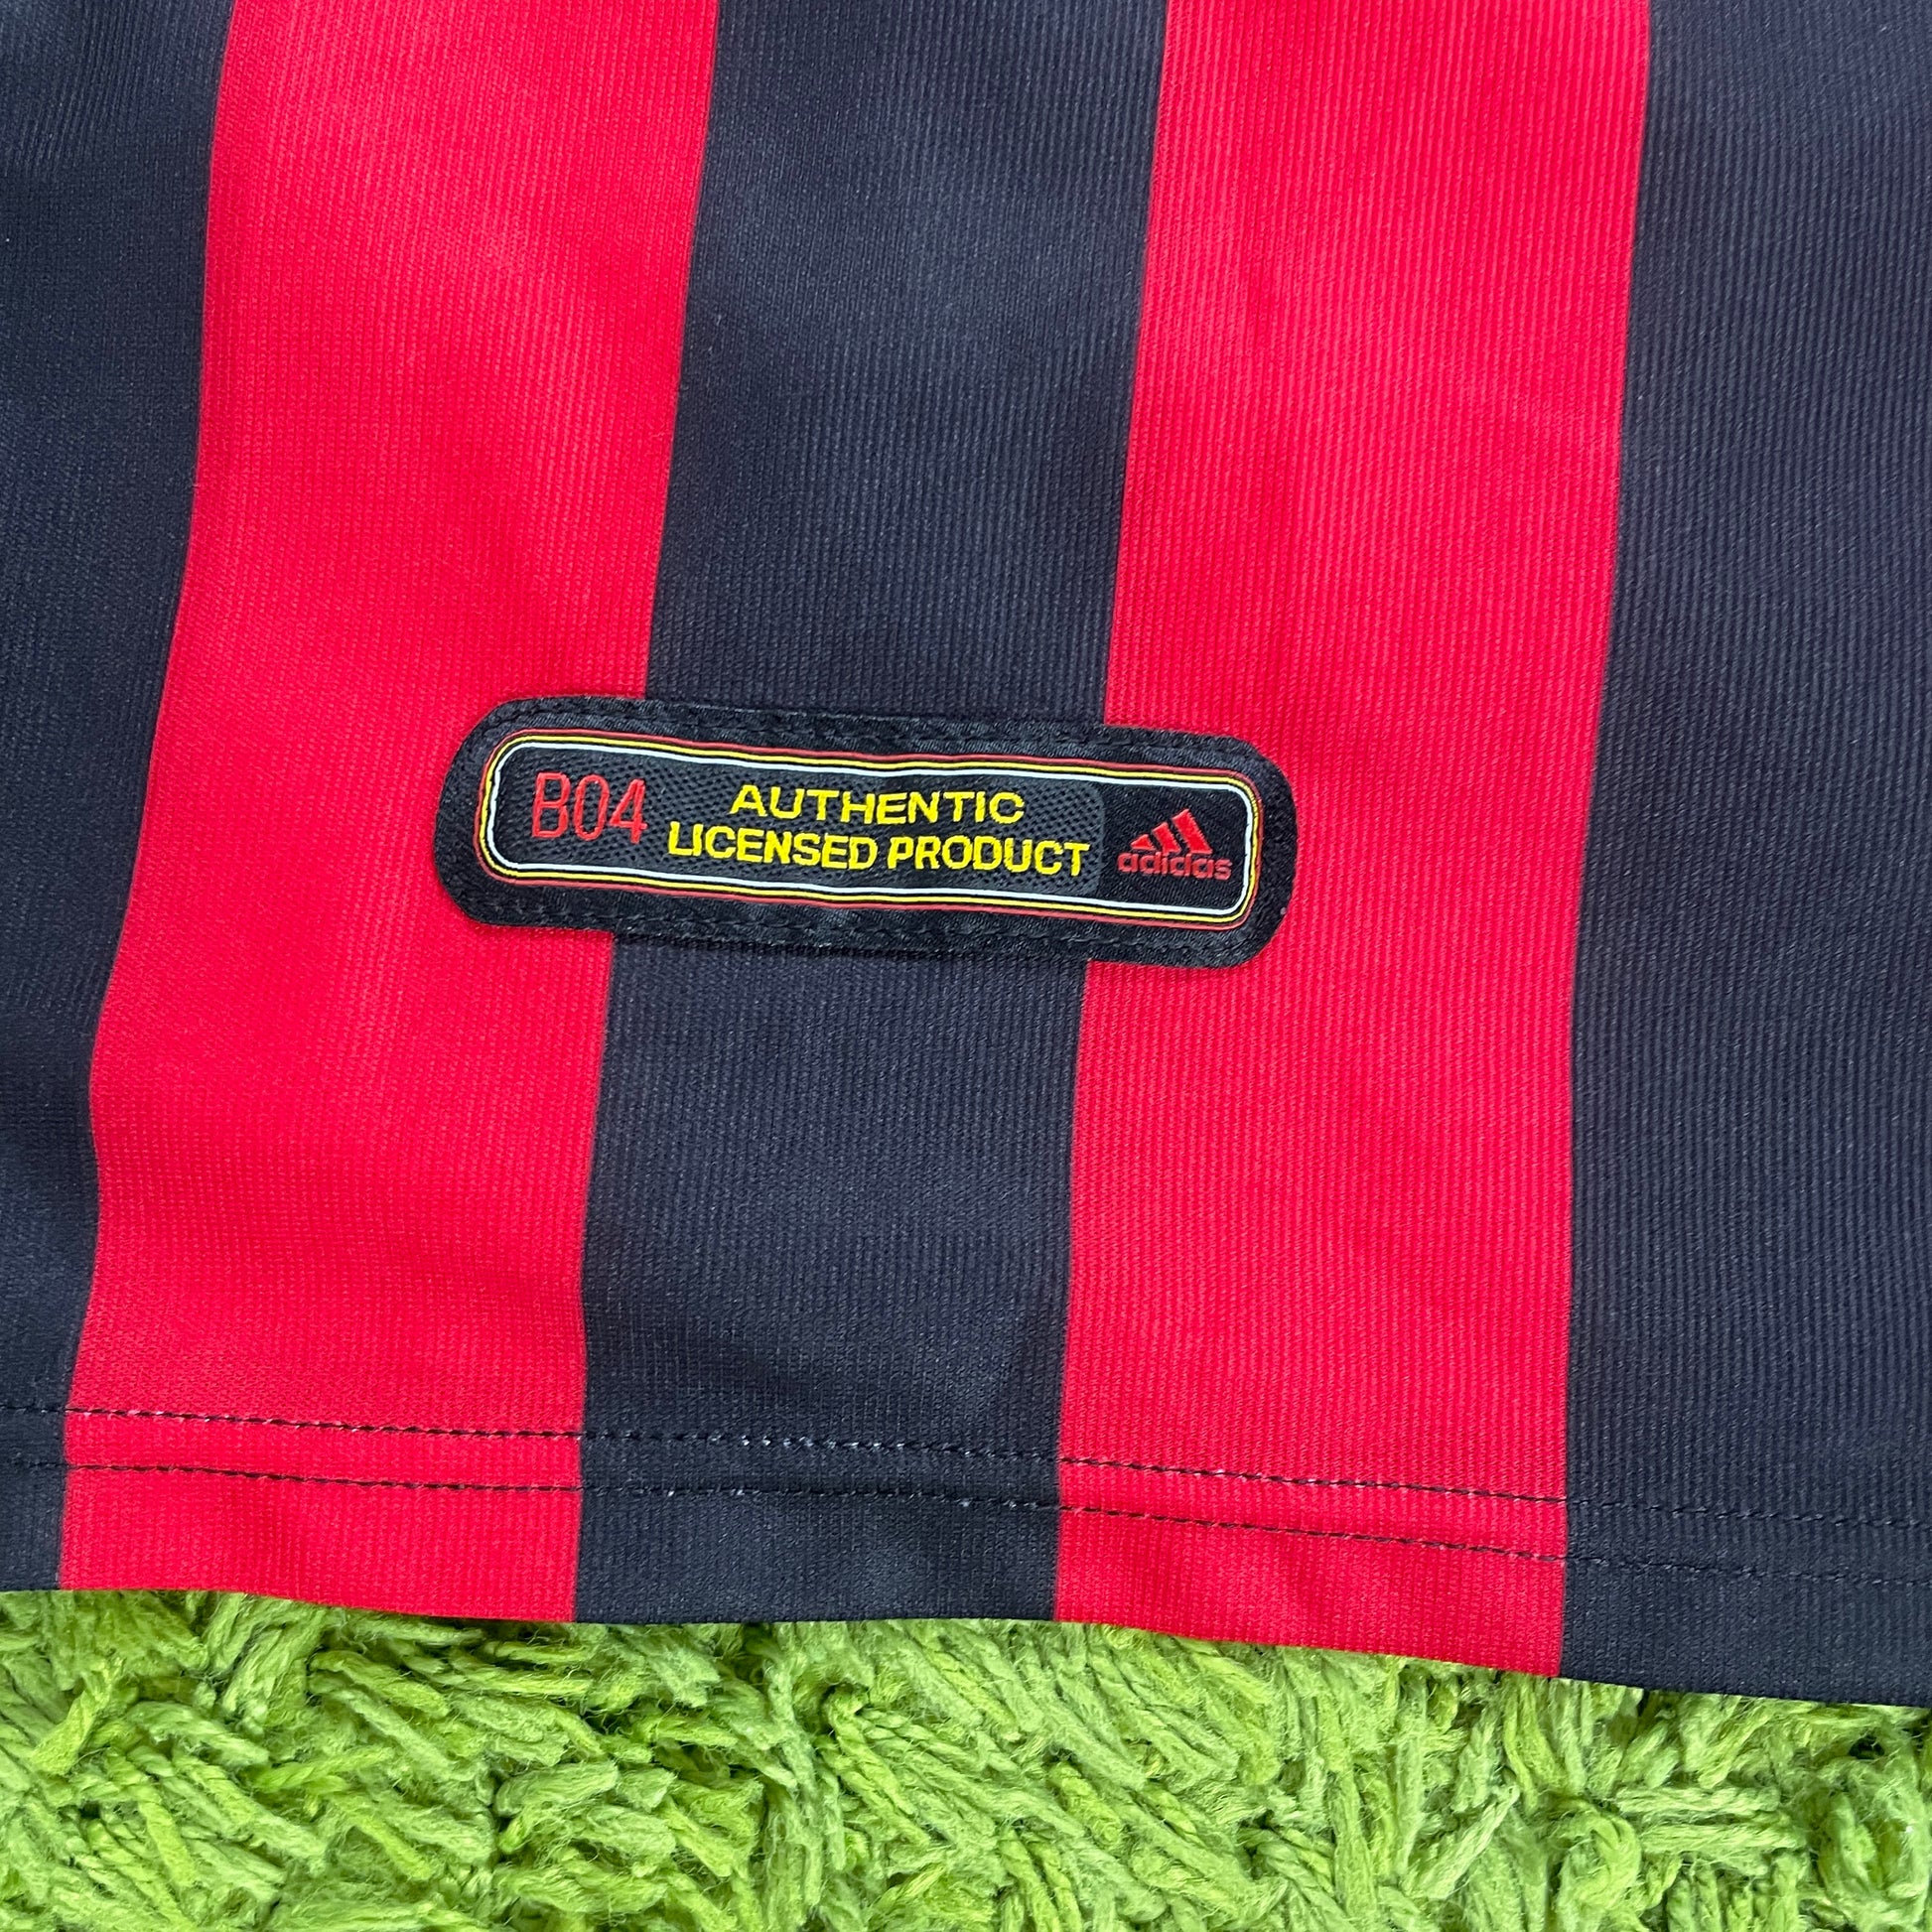 B04
AUTHENTIC
LICENSED PRODUCT
adidas